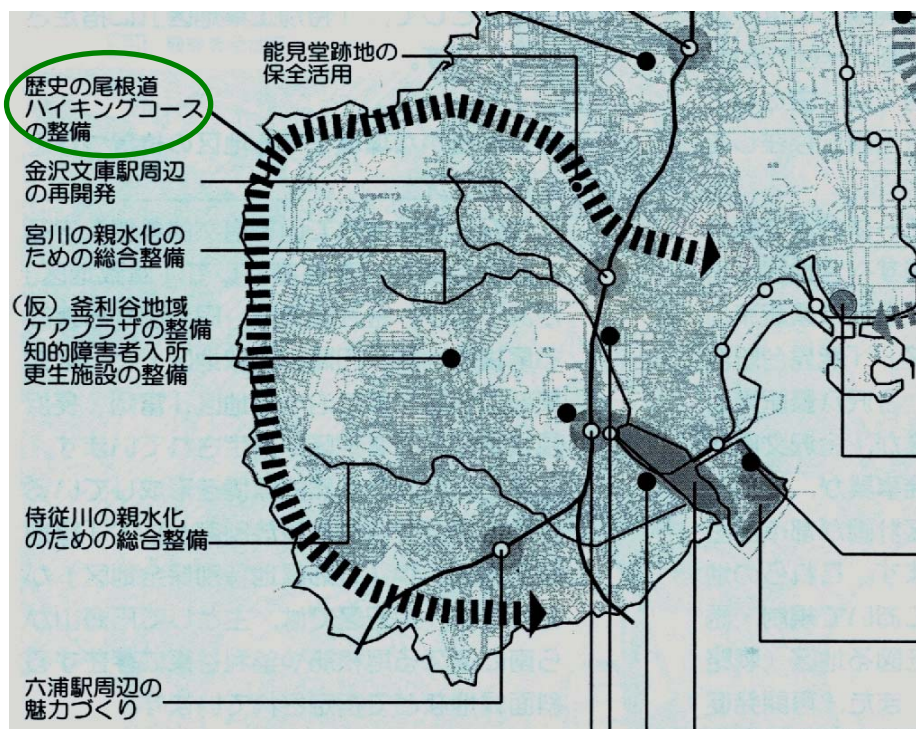 能見堂跡地の
保全活用
歴史の尾根道
ハイキングコース
の整備
金沢文庫駅周辺
の再開発
宮川の親水化の
ための総合整備
(仮)釜利谷地域
ケアプラザの整備
知的障害者入所
更生施設の整備
侍従川の親水化
のための総合整備
六浦駅周辺の
魅力づくり